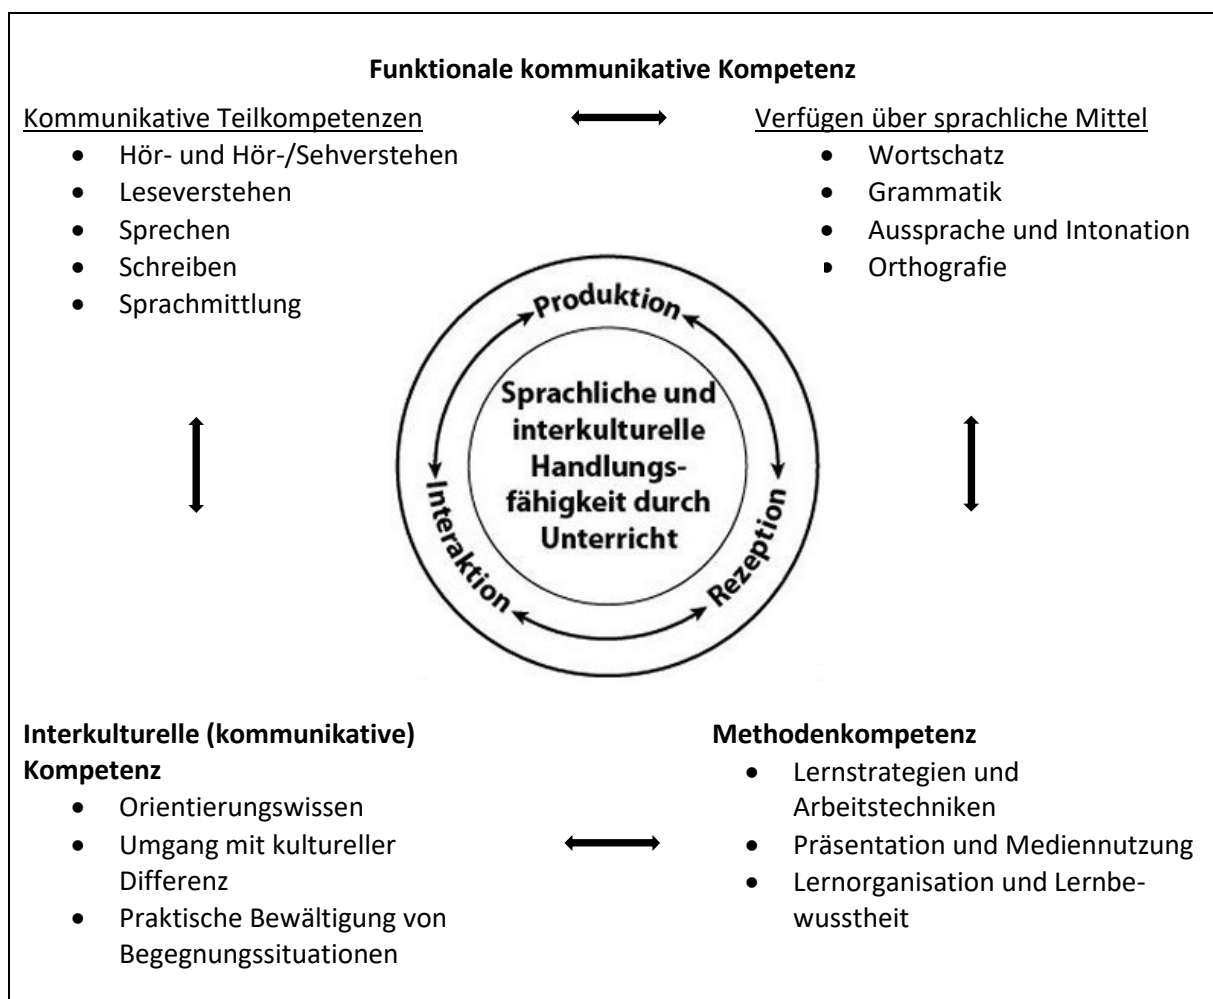 Funktionale kommunikative Kompetenz
Kommunikative Teilkompetenzen
• Hör- und Hör-/Sehverstehen
• Leseverstehen
• Sprechen
• Schreiben
• Sprachmittlung
Verfügen über sprachliche Mittel
• Wortschatz
• Grammatik
• Aussprache und Intonation
• Orthografie
Produktion
Sprachliche und
interkulturelle
Handlungs-
fähigkeit durch
Unterricht
Interaktion
Rezeption
Interkulturelle (kommunikative)
Kompetenz
• Orientierungswissen
• Umgang mit kultureller
Differenz
• Praktische Bewältigung von
Begegnungssituationen
Methodenkompetenz
• Lernstrategien und
Arbeitstechniken
• Präsentation und Mediennutzung
• Lernorganisation und Lernbe-
wusstheit